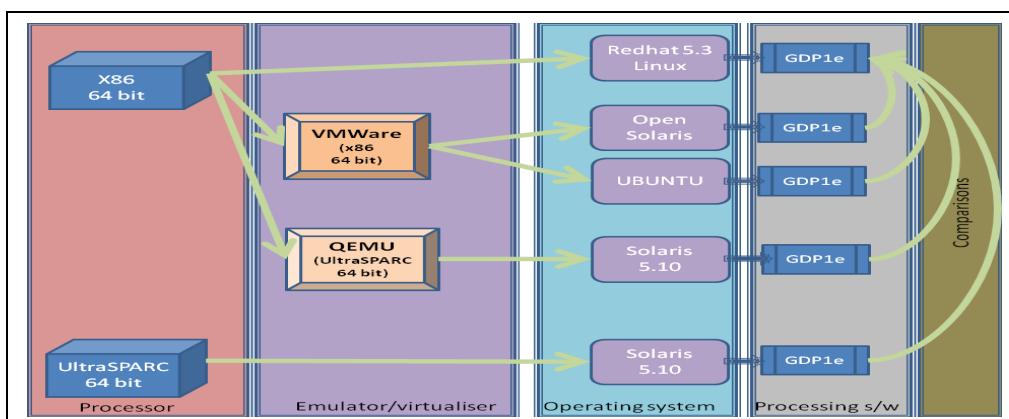 X86
64 bit
VMWare
(x86
64 bit)
QEMU
(UltraSPARC
64 bit)
UltraSPARC
64 bit
Redhat 5.3
Linux
Open
Solaris
UBUNTU
Solaris
5.10
Solaris
5.10
GDP1e
GDP1e
GDP1e
GDP1e
GDP1e
Comparisons
Processor
Emulator/virtualiser
Operating system
Processing s/w